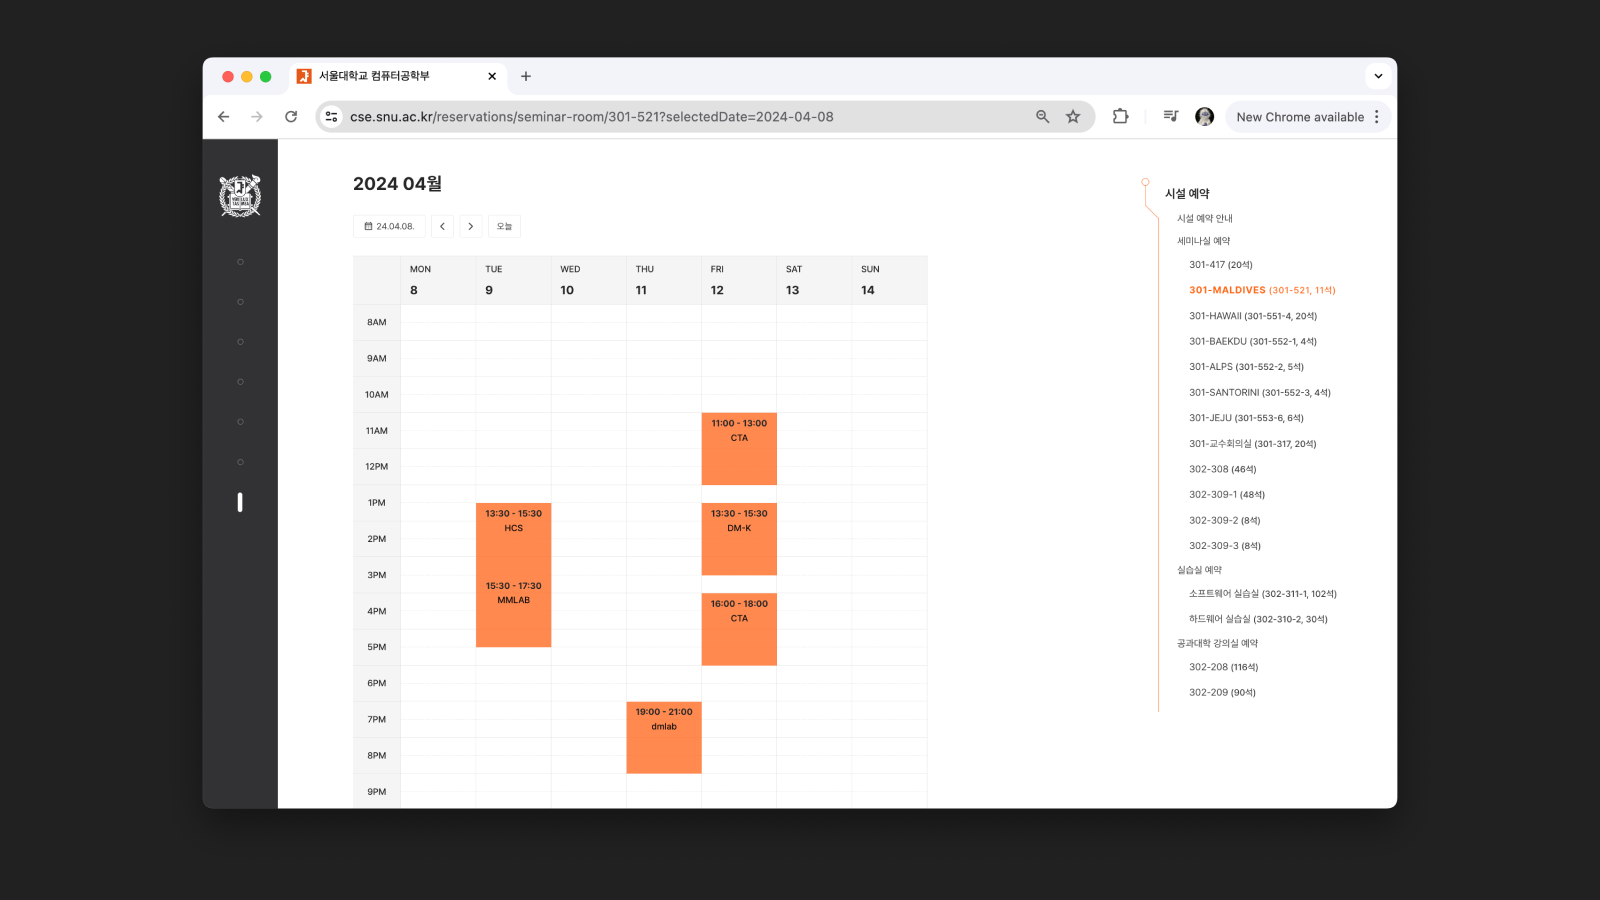 서울대학교 컴퓨터공학부
cse.snu.ac.kr/reservations/seminar-room/301-521?selectedDate=2024-04-08
New Chrome available
2024 04월
24.04.08.
오늘
MON TUE WED THU FRI SAT SUN
8 9 10 11 12 13 14
8AM
9AM
10AM
11AM
12PM
1PM
2PM
3PM
4PM
5PM
6PM
7PM
8PM
9PM
13:30 - 15:30
HCS
15:30 - 17:30
MMLAB
19:00 - 21:00
dmlab
11:00 - 13:00
CTA
13:30 - 15:30
DM-K
16:00 - 18:00
CTA
시설 예약
시설 예약 안내
세미나실 예약
301-417 (20석)
301-MALDIVES (301-521, 11석)
301-HAWAII (301-551-4, 20석)
301-BAEKDU (301-552-1, 4석)
301-ALPS (301-552-2, 5석)
301-SANTORINI (301-552-3, 4석)
301-JEJU (301-553-6, 6석)
301-교수회의실 (301-317, 20석)
302-308 (46석)
302-309-1 (48석)
302-309-2 (8석)
302-309-3 (8석)
실습실 예약
소프트웨어 실습실 (302-311-1, 102석)
하드웨어 실습실 (302-310-2, 30석)
공과대학 강의실 예약
302-208 (116석)
302-209 (90석)